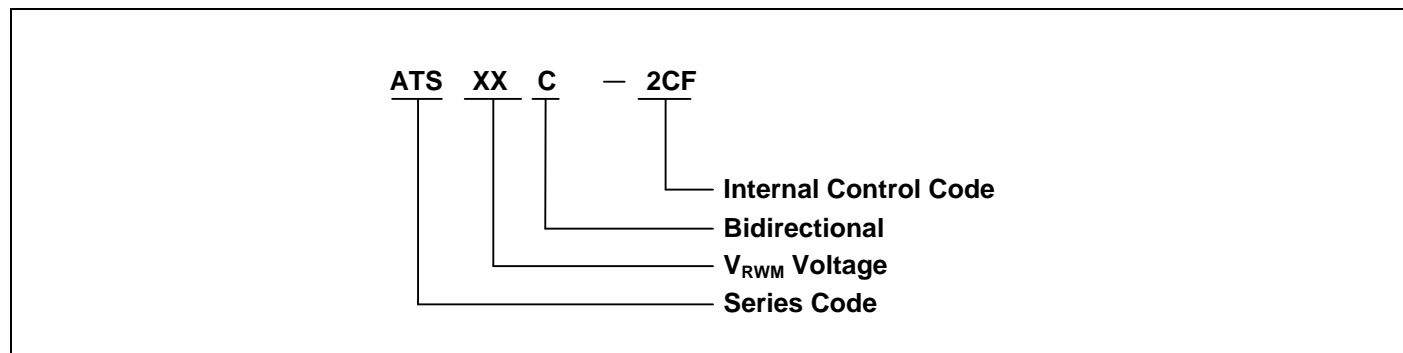 ATS XX C — 2CF
Internal Control Code
Bidirectional
VRWM Voltage
Series Code